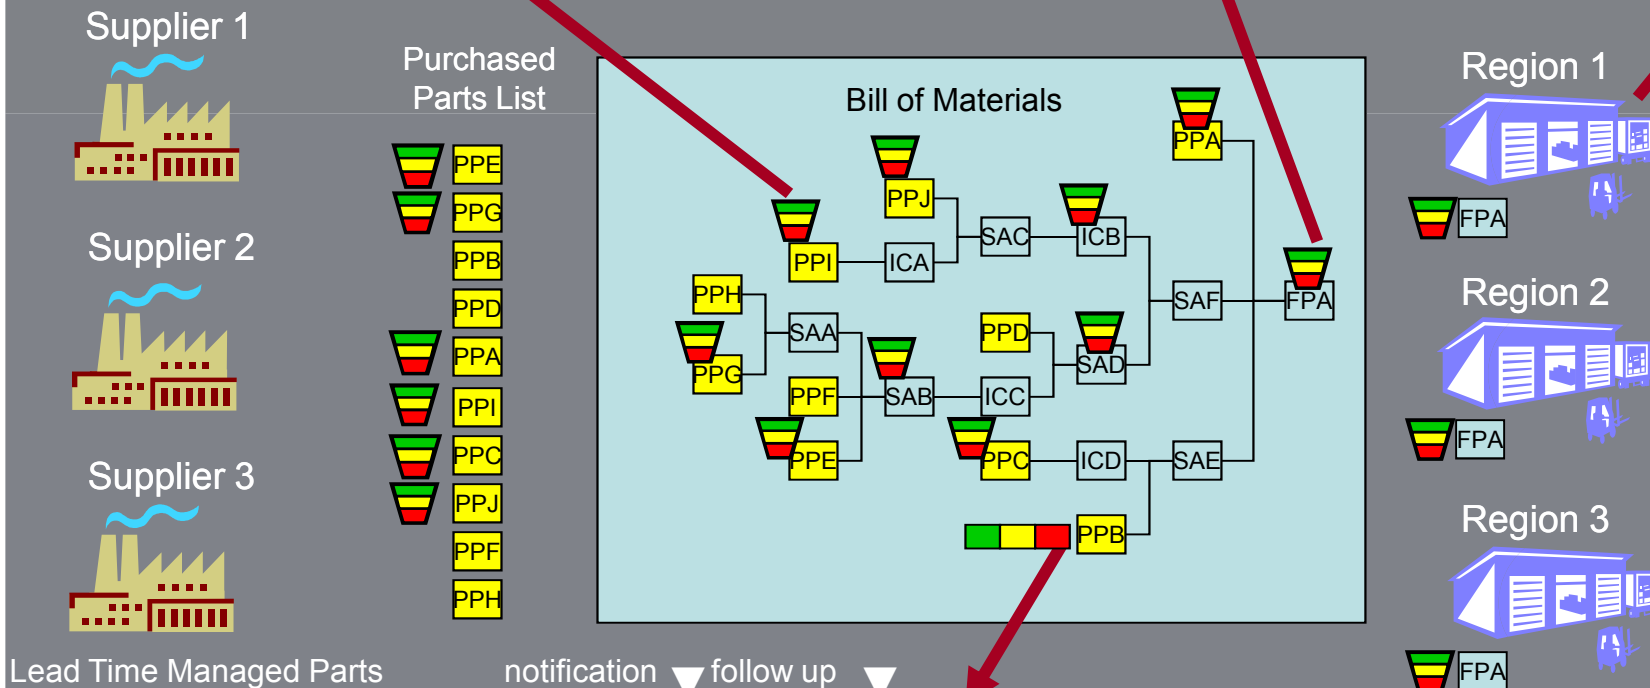 Supplier 1
Supplier 2
Supplier 3
Purchased
Parts List
PPE
PPG
PPB
PPD
PPA
PPI
PPC
PPJ
PPF
PPH
Bill of Materials
PPA
PPJ
SAC
ICB
PPI
ICA
PPH
SAF
FPA
SAA
PPD
SAD
PPG
PPF
SAB
ICC
PPE
PPC
ICD
SAE
PPB
Region 1
FPA
Region 2
FPA
Region 3
FPA
Lead Time Managed Parts
notification
follow up